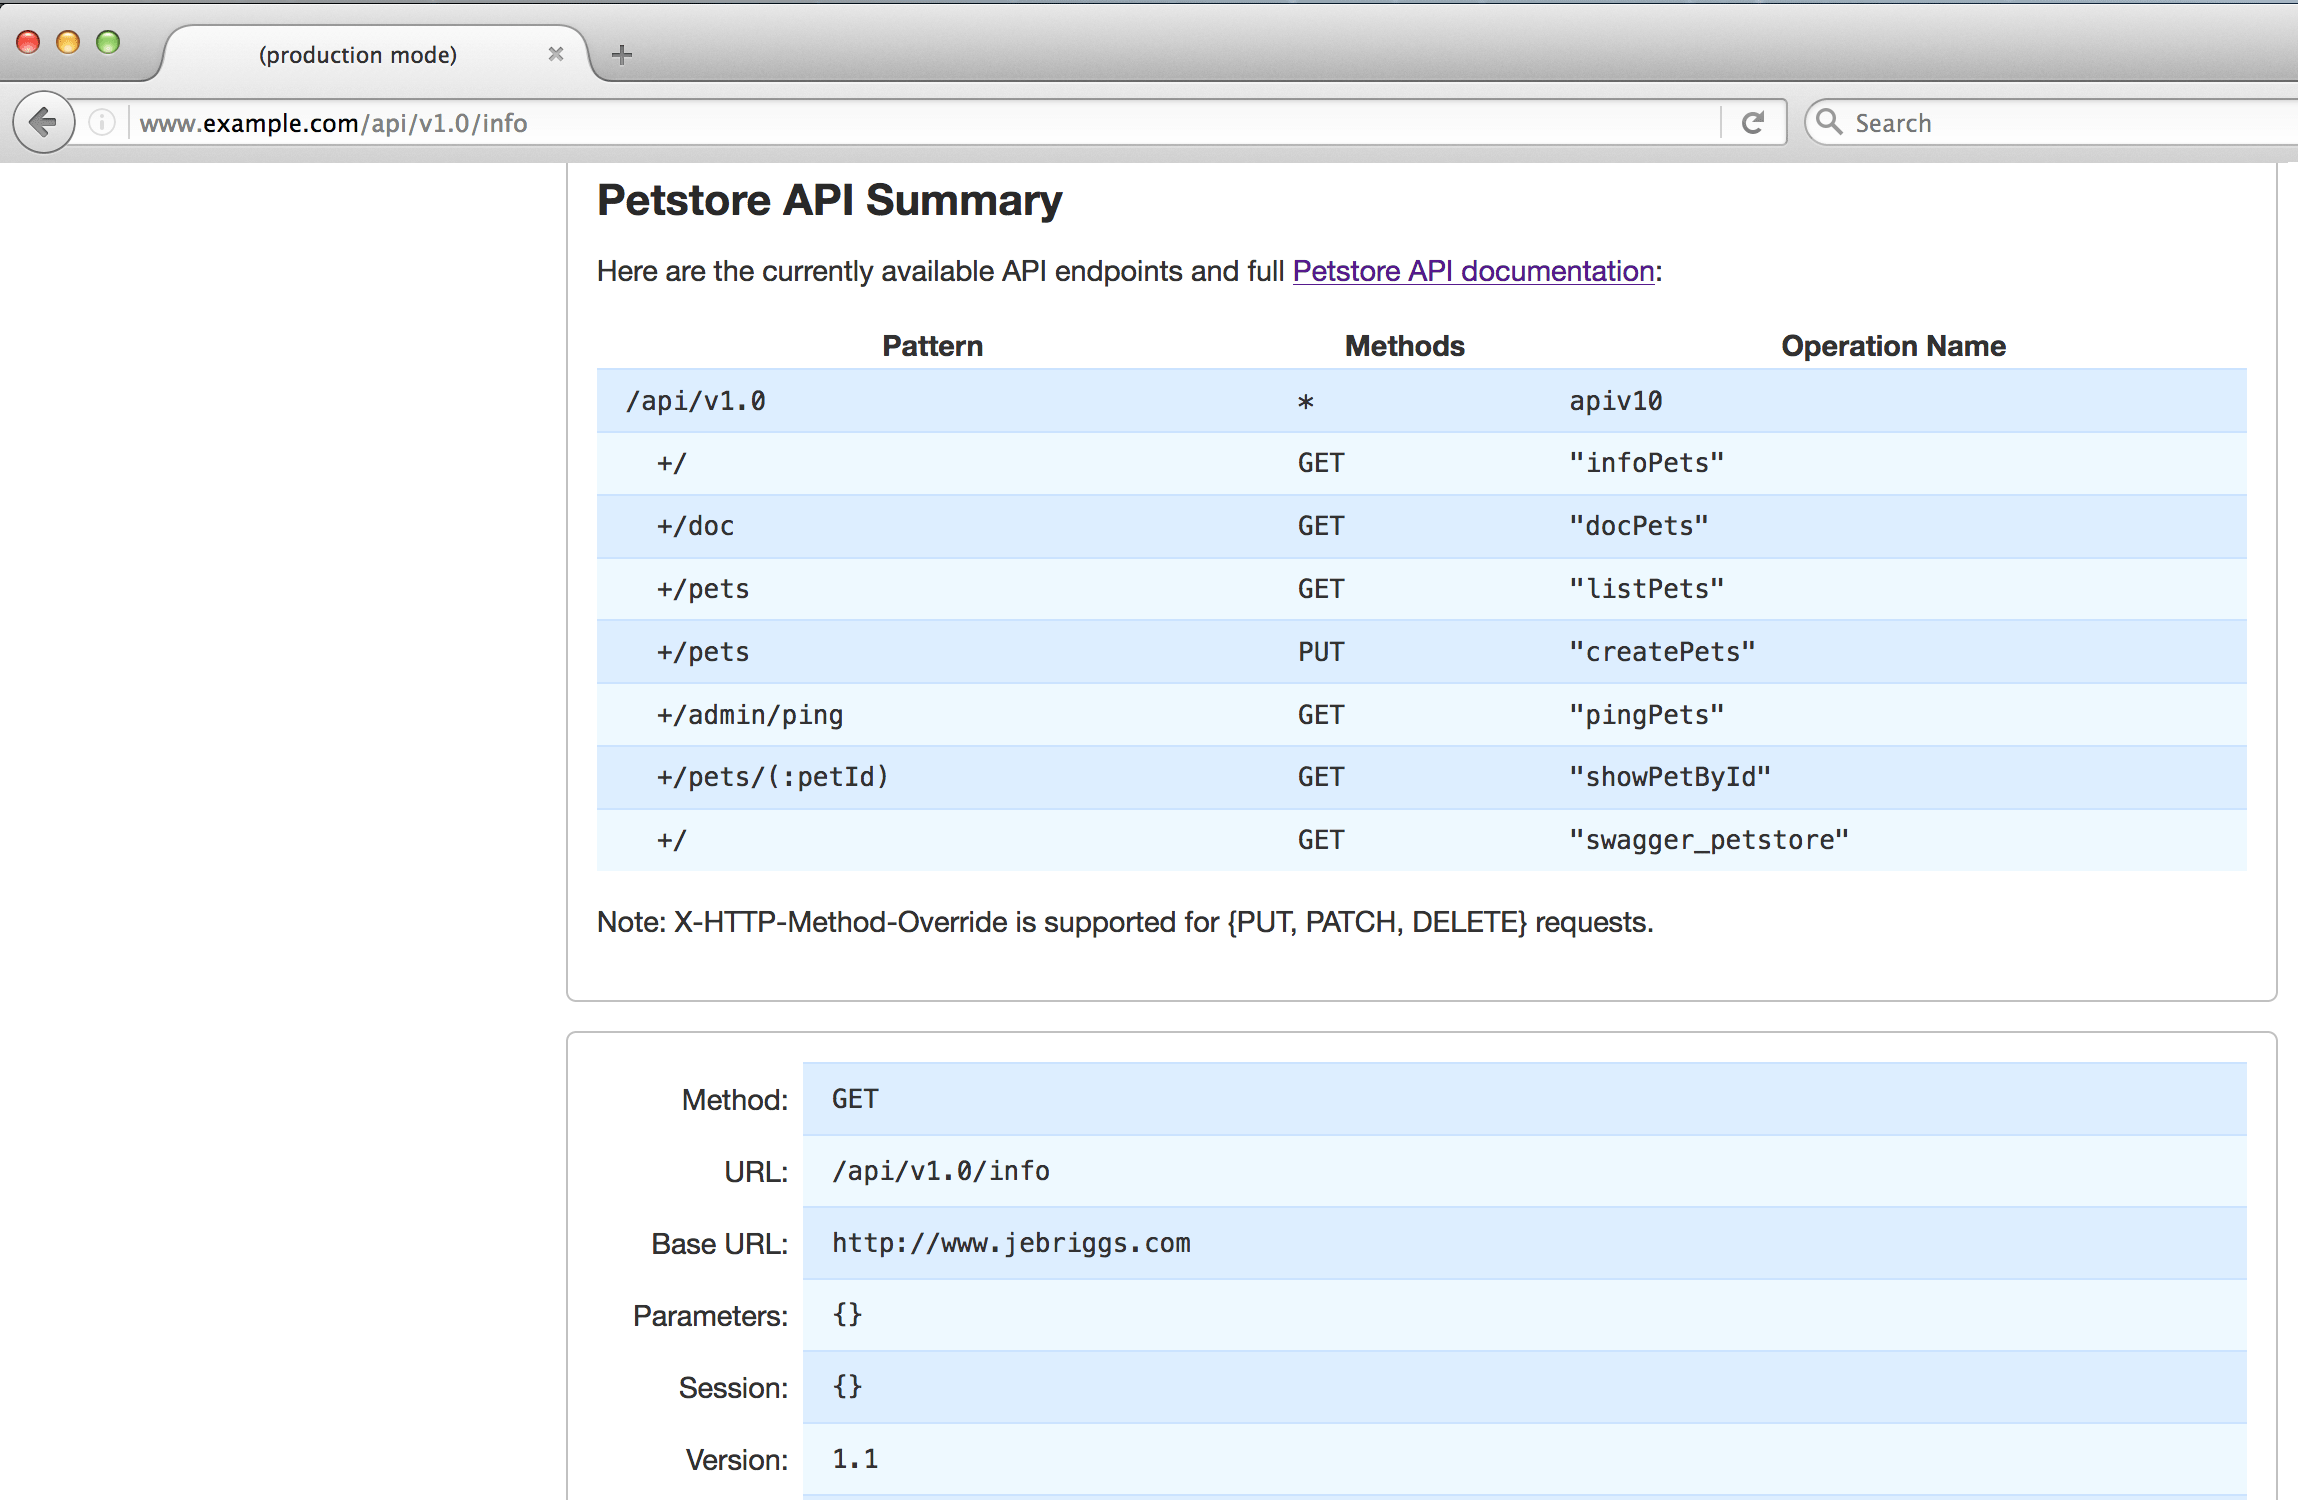 (production mode)
www.example.com/api/v1.0/info
Search
Petstore API Summary
Here are the currently available API endpoints and full Petstore API documentation:
Pattern Methods Operation Name
/api/v1.0 * apiv10
+/ GET "infoPets"
+/doc GET "docPets"
+/pets GET "listPets"
+/pets PUT "createPets"
+/admin/ping GET "pingPets"
+/pets/(:petId) GET "showPetById"
+/ GET "swagger_petstore"
Note: X-HTTP-Method-Override is supported for {PUT, PATCH, DELETE} requests.
Method: GET
URL: /api/v1.0/info
Base URL: http://www.jebriggs.com
Parameters: {}
Session: {}
Version: 1.1